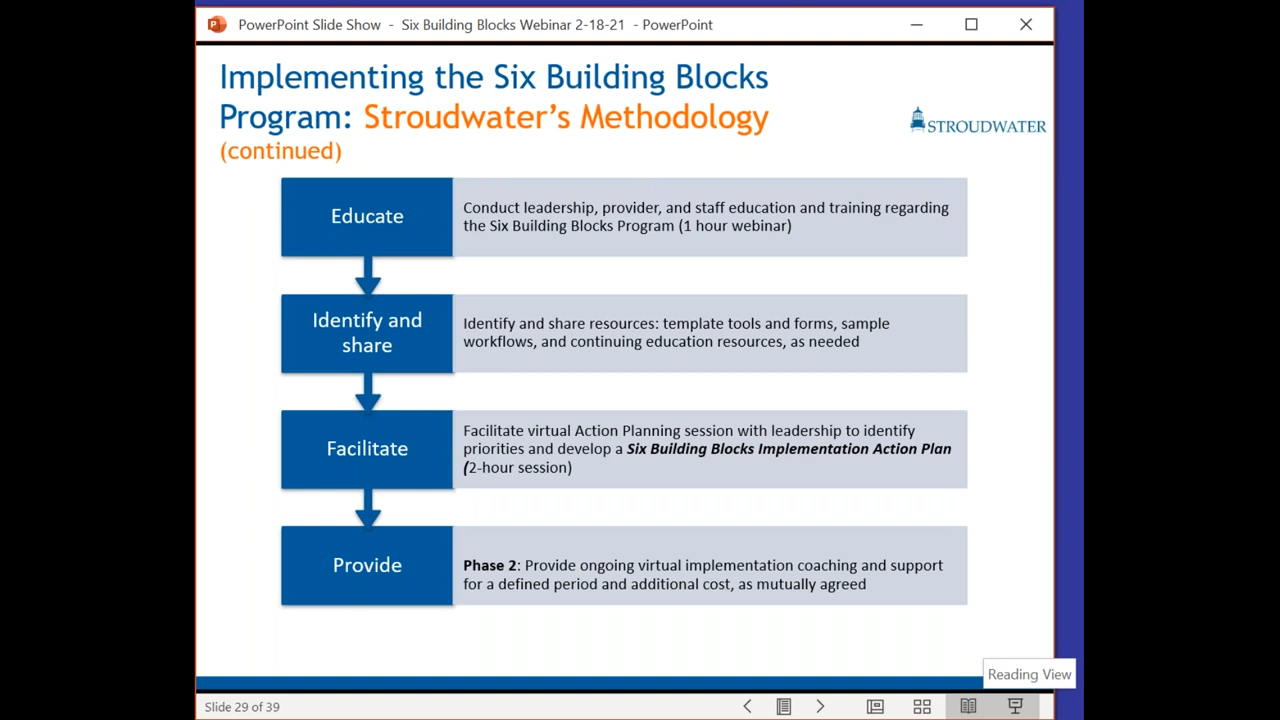 PowerPoint Slide Show - Six Building Blocks Webinar 2-18-21 - PowerPoint
Implementing the Six Building Blocks
Program: Stroudwater’s Methodology
(continued)
STROUDWATER
Educate
Conduct leadership, provider, and staff education and training regarding
the Six Building Blocks Program (1 hour webinar)
Identify and
share
Identify and share resources: template tools and forms, sample
workflows, and continuing education resources, as needed
Facilitate
Facilitate virtual Action Planning session with leadership to identify
priorities and develop a Six Building Blocks Implementation Action Plan
(2-hour session)
Provide
Phase 2: Provide ongoing virtual implementation coaching and support
for a defined period and additional cost, as mutually agreed
Reading View
Slide 29 of 39